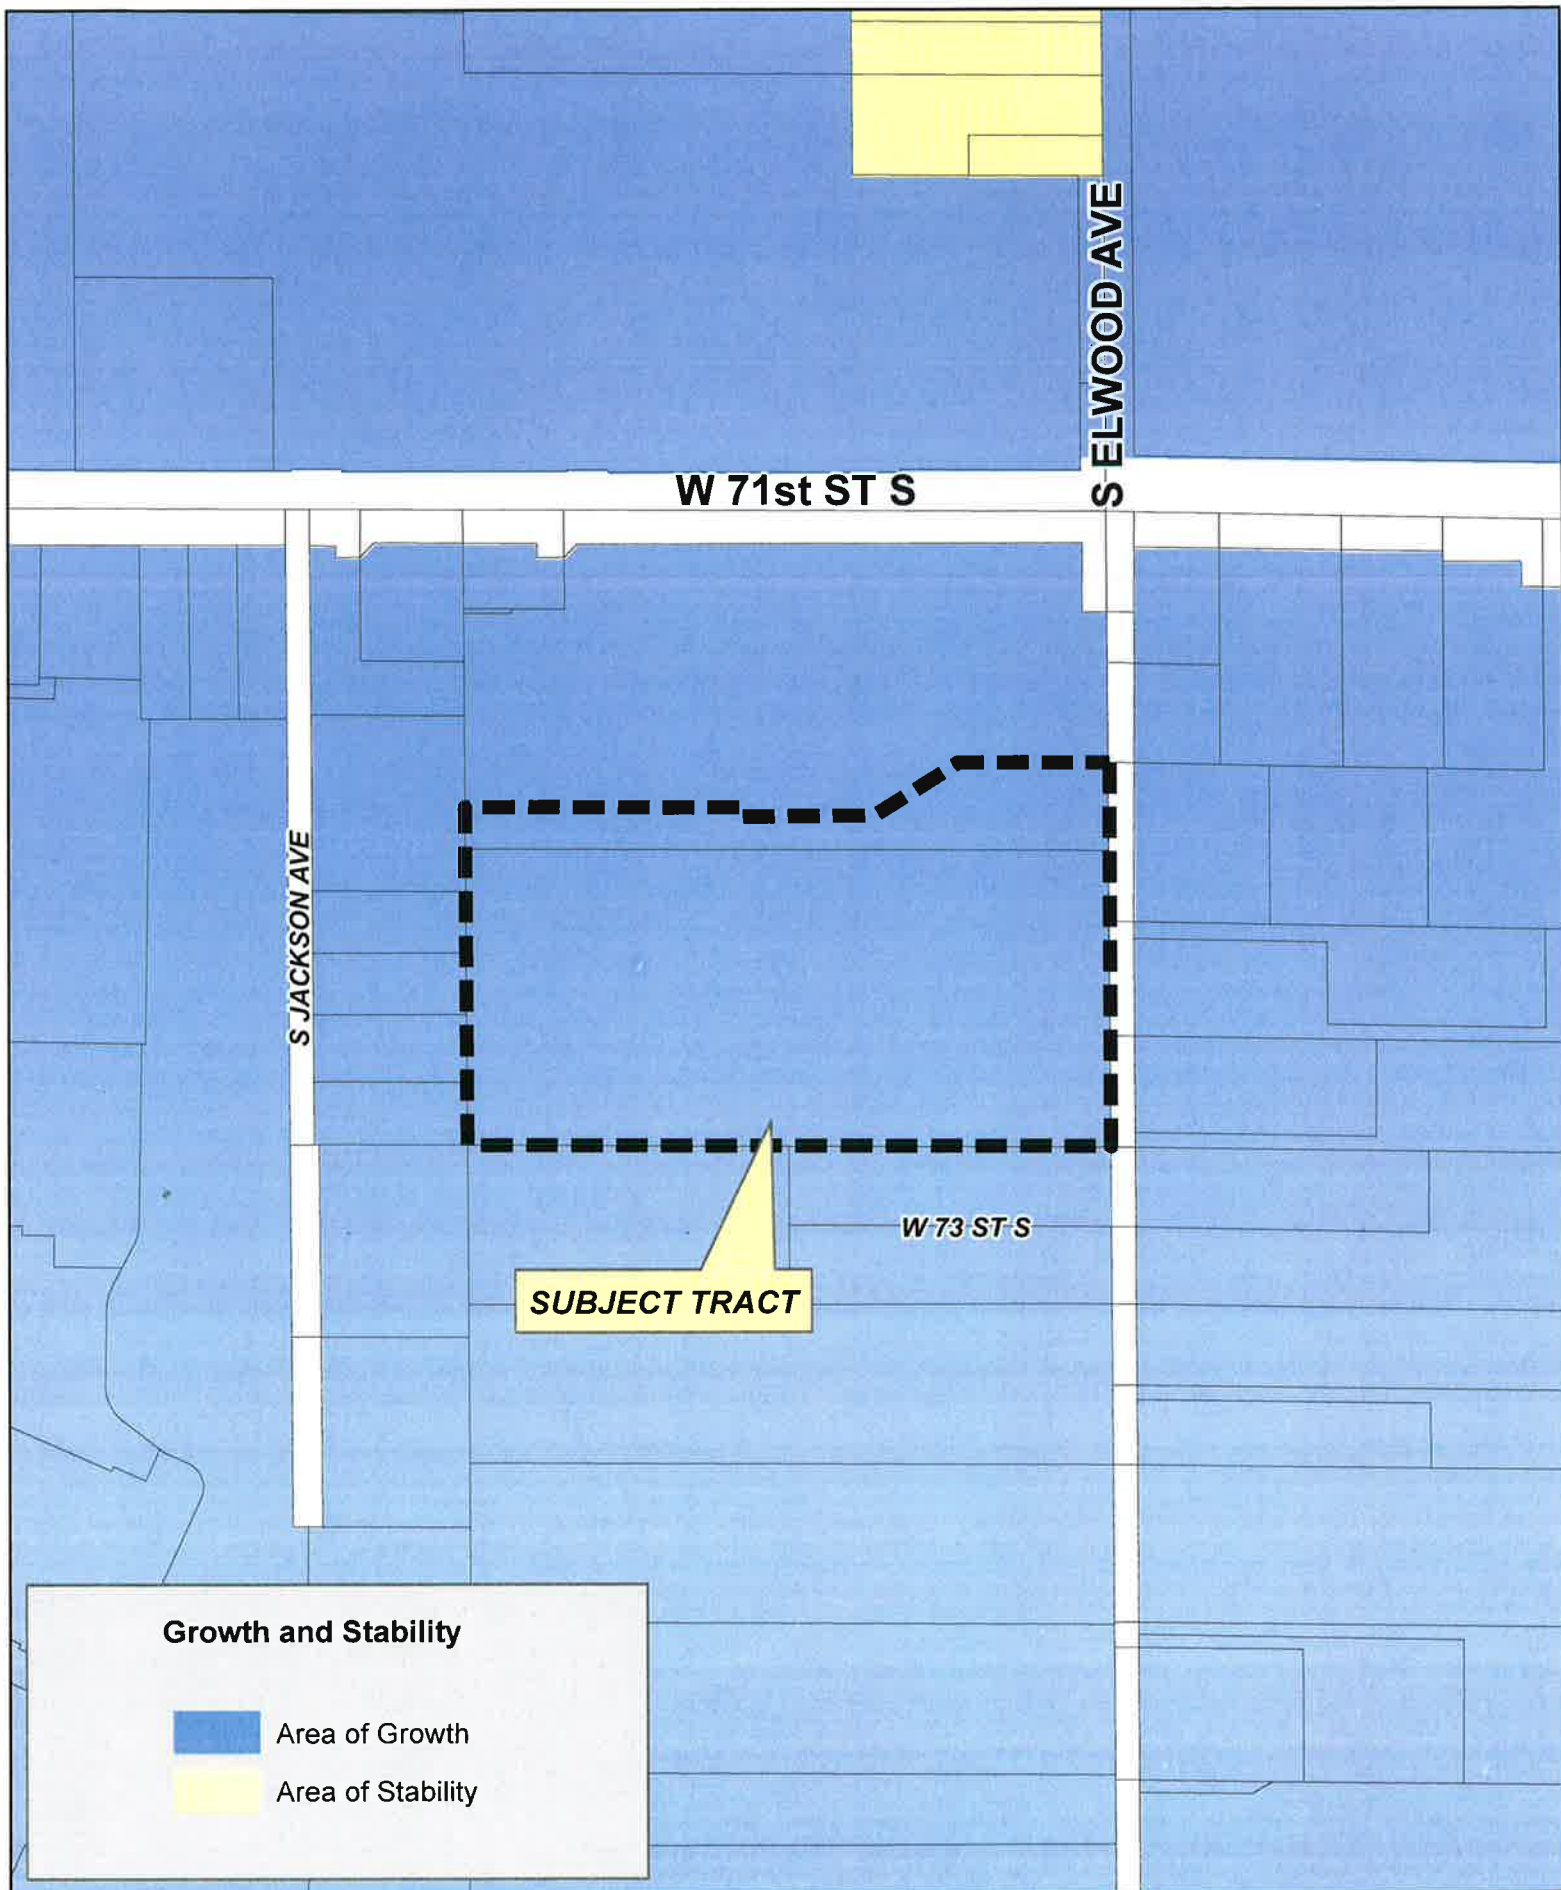 S ELWOOD AVE
W 71st ST S
S JACKSON AVE
W 73 ST S
SUBJECT TRACT
Growth and Stability
Area of Growth
Area of Stability